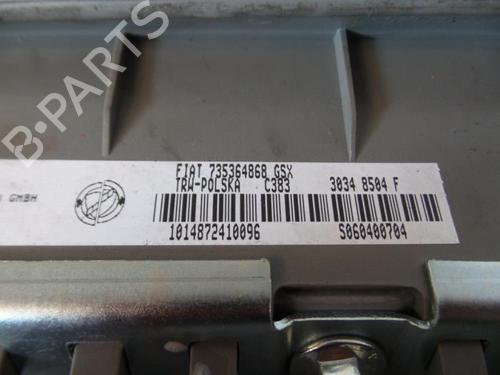 B-PARTS
FIAT 735364868 GSX
TRW-POLSKA C383 3034 8504 F
GMBH
1014872410096 S060400704